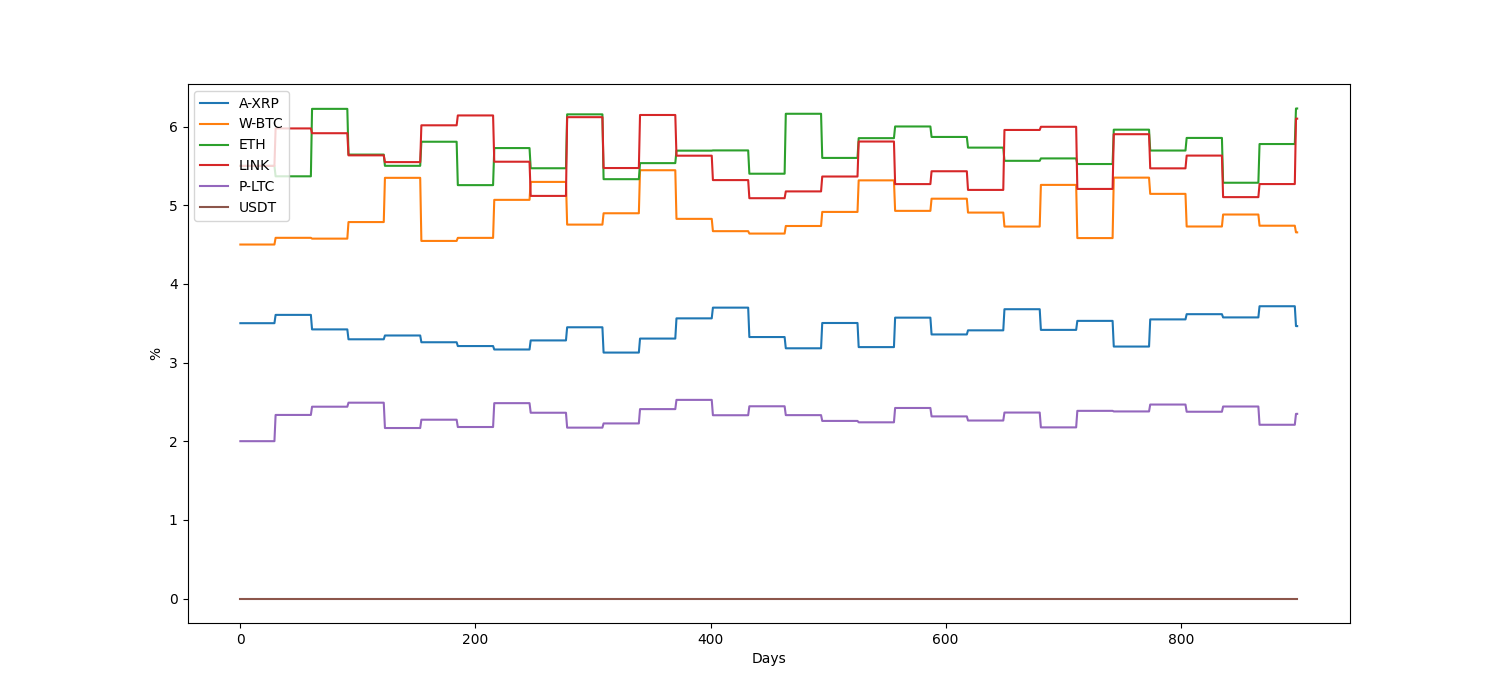 A-XRP
W-BTC
ETH
LINK
P-LTC
USDT
6
5
4
3
2
1
0
%
0 200 400 600 800
Days